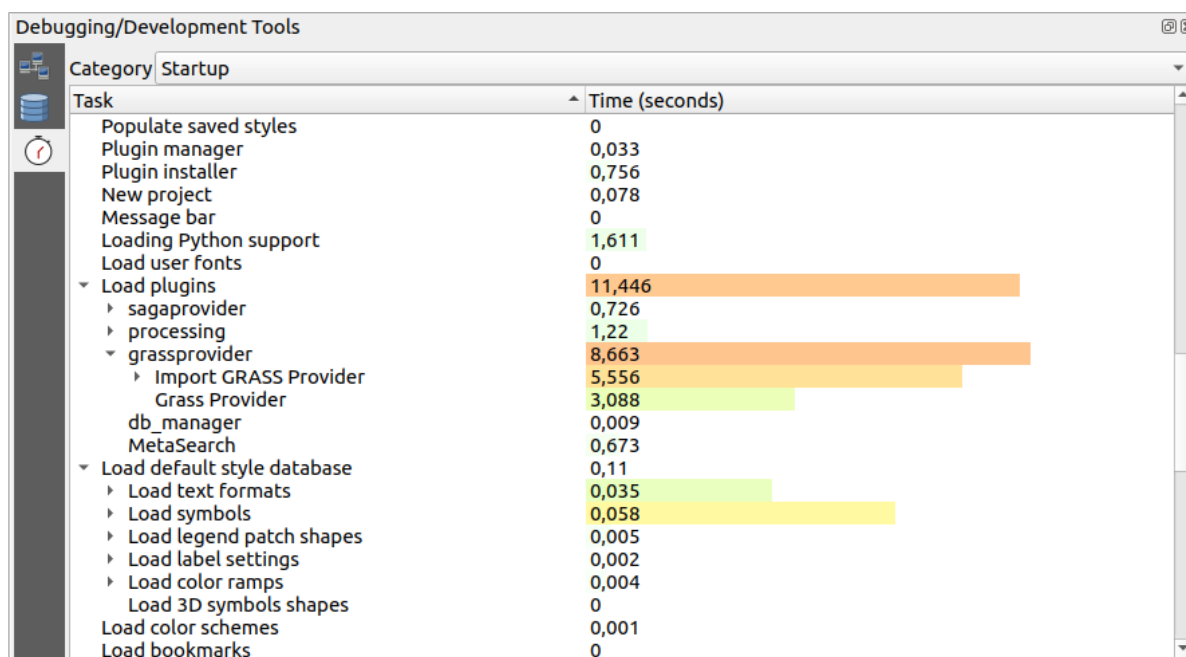 Debugging/Development Tools
Category Startup
Task Time (seconds)
Populate saved styles 0
Plugin manager 0,033
Plugin installer 0,756
New project 0,078
Message bar 0
Loading Python support 1,611
Load user fonts 0
Load plugins 11,446
sagaprovider 0,726
processing 1,22
grassprovider 8,663
Import GRASS Provider 5,556
Grass Provider 3,088
db_manager 0,009
MetaSearch 0,673
Load default style database 0,11
Load text formats 0,035
Load symbols 0,058
Load legend patch shapes 0,005
Load label settings 0,002
Load color ramps 0,004
Load 3D symbols shapes 0
Load color schemes 0,001
Load bookmarks 0